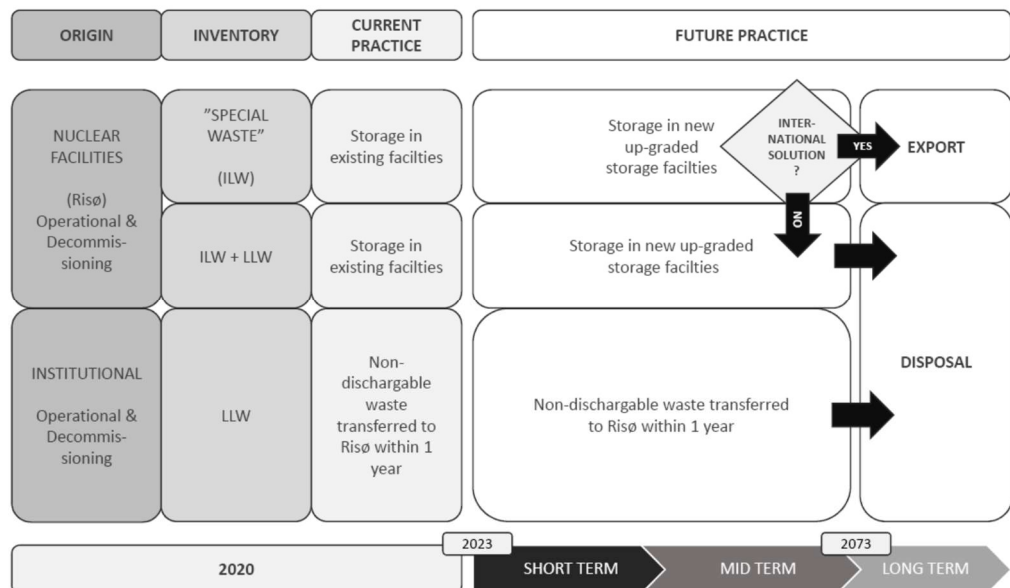 ORIGIN
INVENTORY
CURRENT
PRACTICE
FUTURE PRACTICE
NUCLEAR
FACILITIES
(Risø)
Operational &
Decommis-
sioning
"SPECIAL
WASTE"
(ILW)
Storage in
existing facilties
Storage in new
up-graded
storage facilties
INTER-
NATIONAL
SOLUTION
?
YES
EXPORT
NO
ILW + LLW
Storage in
existing facilties
Storage in new up-graded
storage facilties
DISPOSAL
INSTITUTIONAL
Operational &
Decommis-
sioning
LLW
Non-
dischargable
waste
transferred to
Risø within 1
year
Non-dischargable waste transferred
to Risø within 1 year
2020
2023
SHORT TERM
MID TERM
2073
LONG TERM